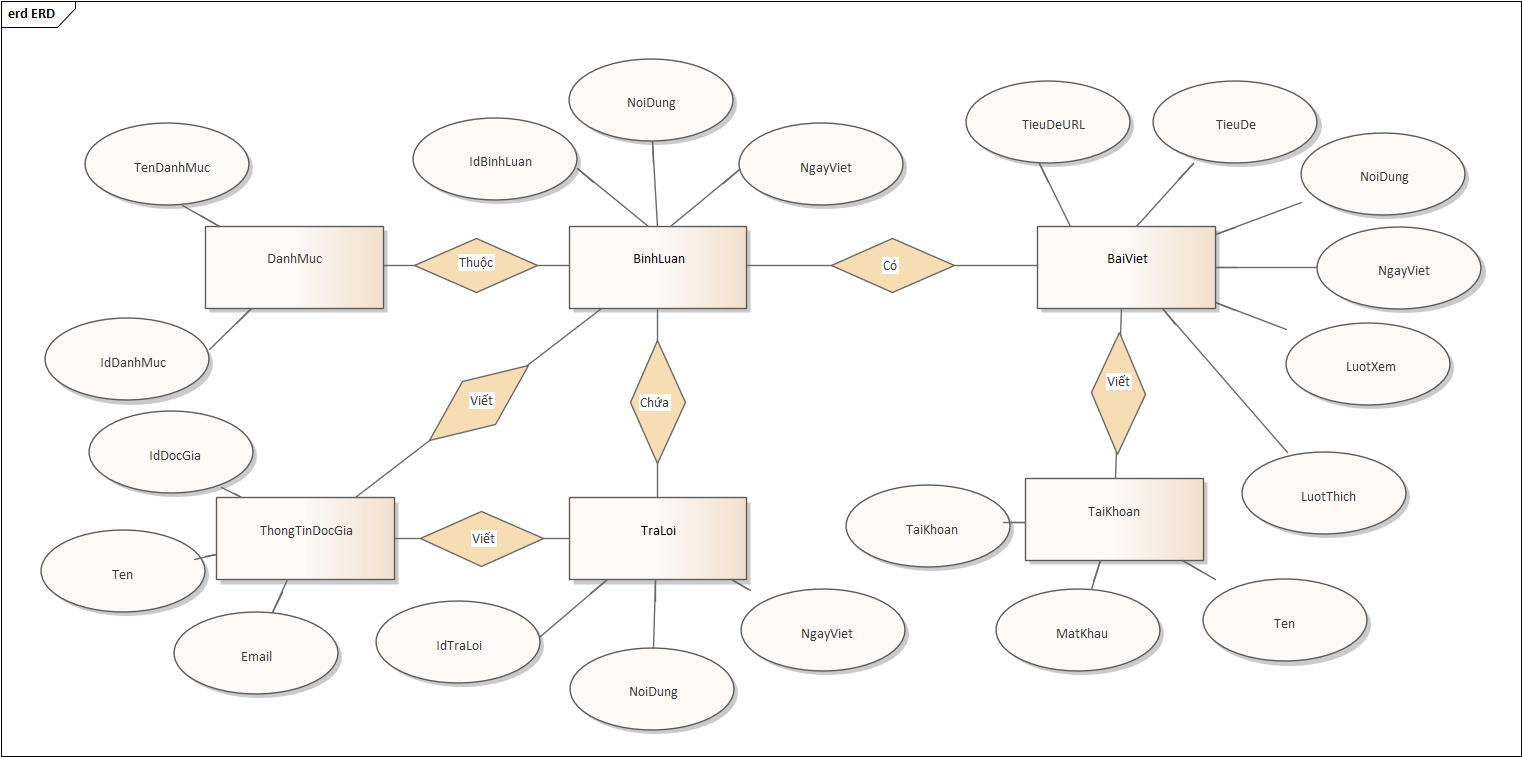 erd ERD
NoiDung
TieuDeURL
TieuDe
TenDanhMuc
IdBinhLuan
NgayViet
NoiDung
DanhMuc
Thuộc
BinhLuan
Có
BaiViet
NgayViet
IdDanhMuc
LuotXem
Viết
Chứa
Viết
IdDocGia
LuotThich
ThongTinDocGia
Viết
TraLoi
TaiKhoan
TaiKhoan
Ten
IdTraLoi
NgayViet
MatKhau
Ten
Email
NoiDung